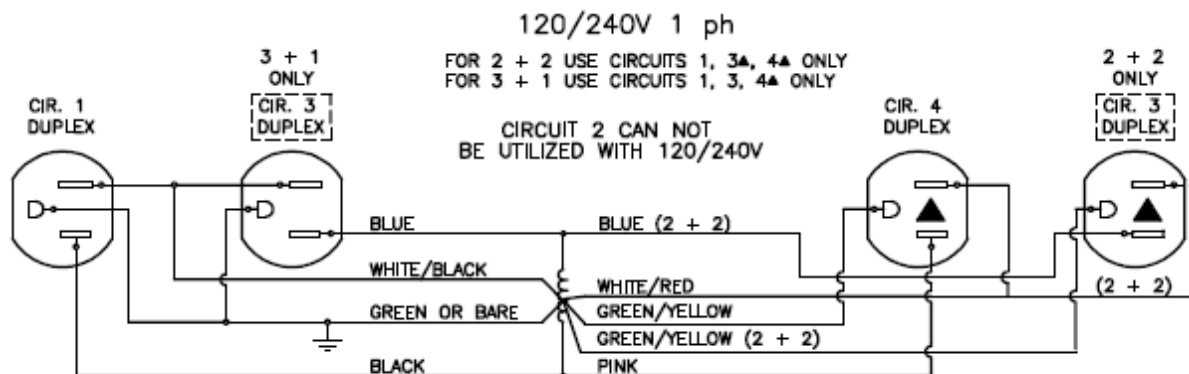 120/240V 1 ph
FOR 2 + 2 USE CIRCUITS 1, 3▲, 4▲ ONLY
FOR 3 + 1 USE CIRCUITS 1, 3, 4▲ ONLY
CIRCUIT 2 CAN NOT
BE UTILIZED WITH 120/240V
CIR. 1
DUPLEX
3 + 1
ONLY
CIR. 3
DUPLEX
CIR. 4
DUPLEX
2 + 2
ONLY
CIR. 3
DUPLEX
BLUE
BLUE (2 + 2)
WHITE/BLACK
WHITE/RED
(2 + 2)
GREEN OR BARE
GREEN/YELLOW
GREEN/YELLOW (2 + 2)
BLACK
PINK